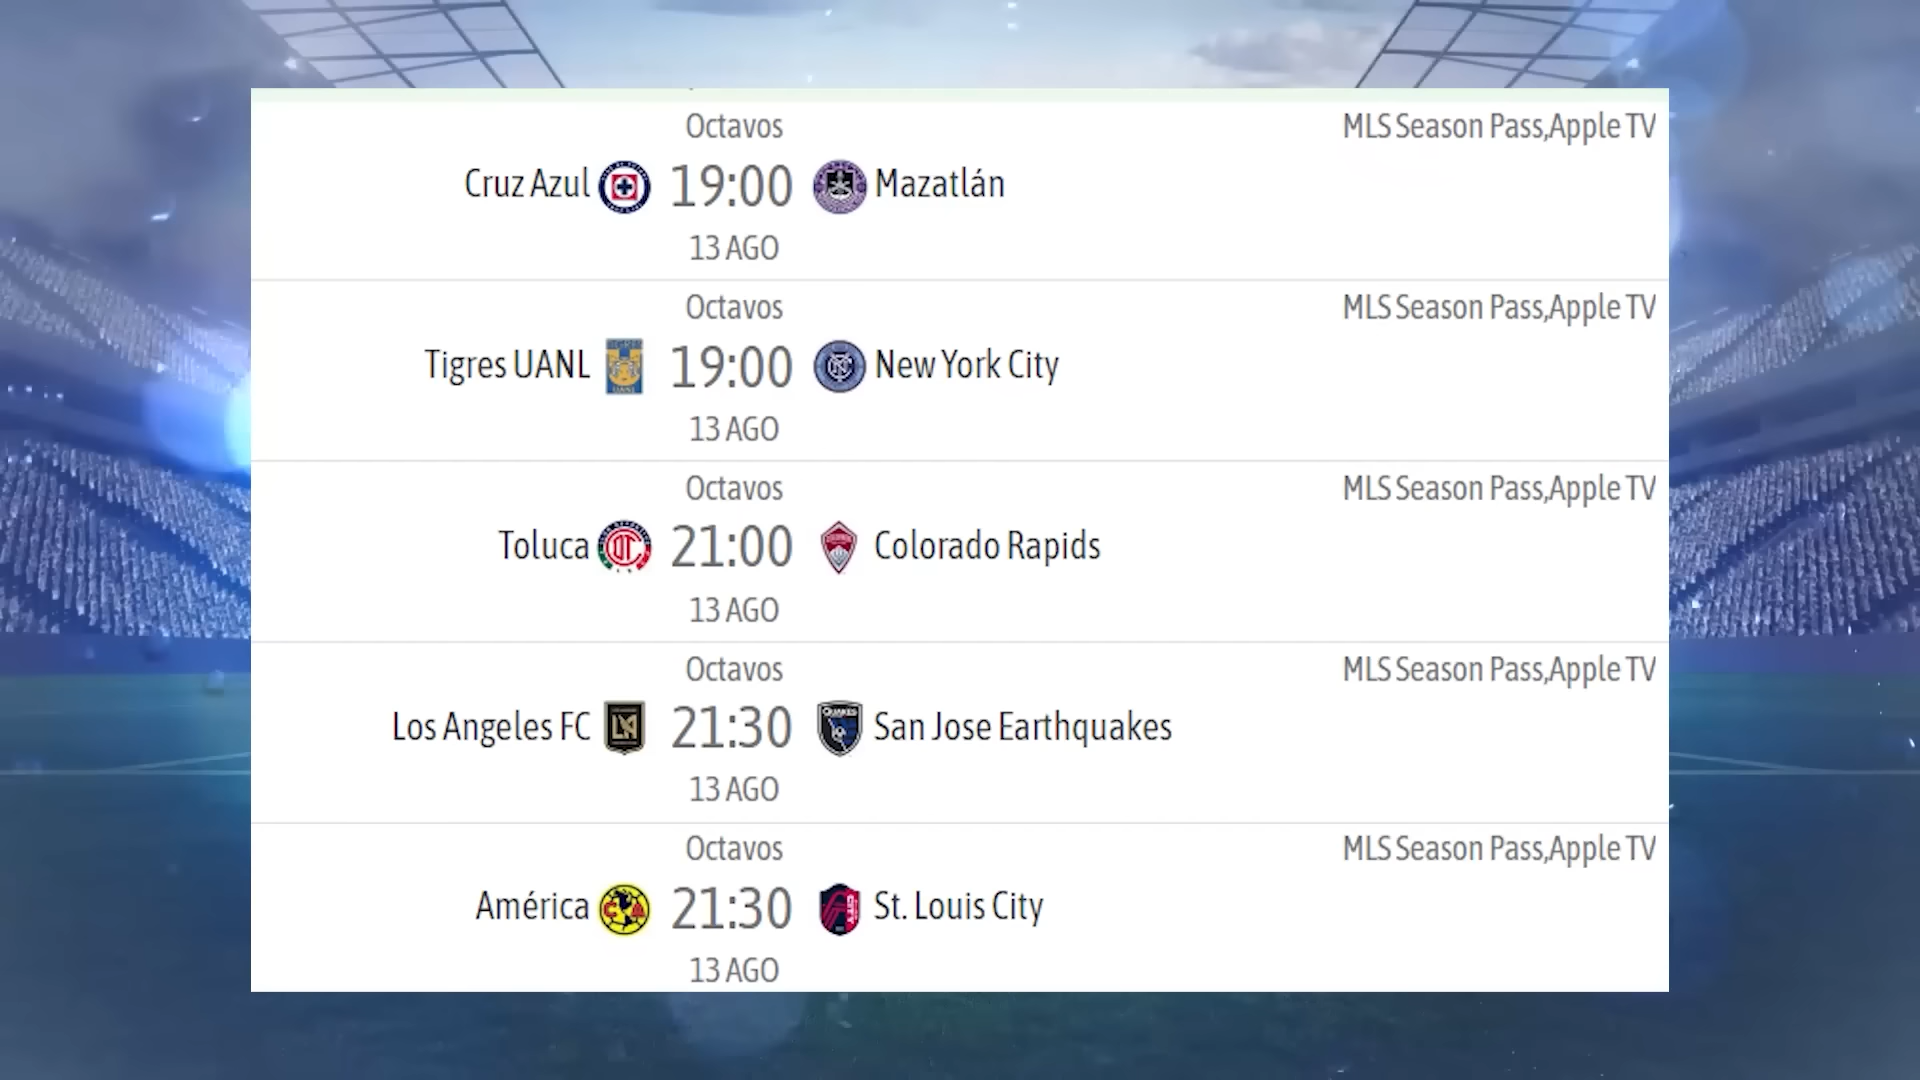 Octavos MLS Season Pass,Apple TV
Cruz Azul 19:00 Mazatlán
13 AGO
Octavos MLS Season Pass,Apple TV
Tigres UANL 19:00 New York City
13 AGO
Octavos MLS Season Pass,Apple TV
Toluca 21:00 Colorado Rapids
13 AGO
Octavos MLS Season Pass,Apple TV
Los Angeles FC 21:30 San Jose Earthquakes
13 AGO
Octavos MLS Season Pass,Apple TV
América 21:30 St. Louis City
13 AGO